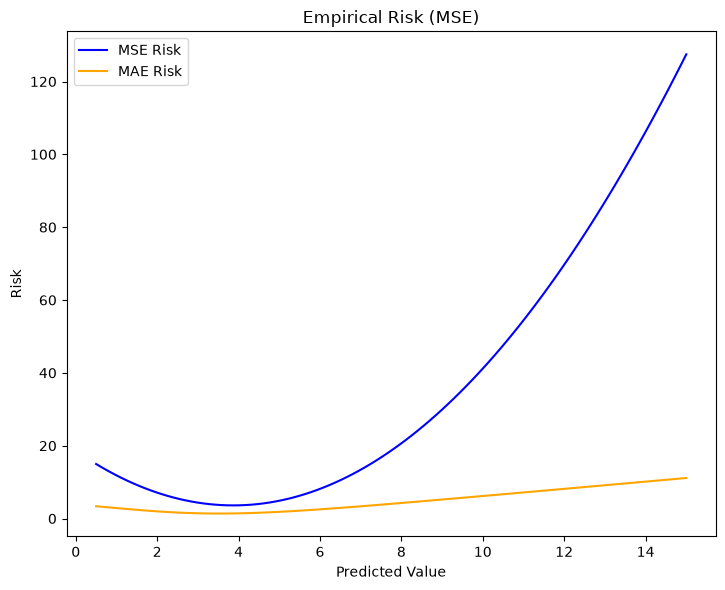 Empirical Risk (MSE)
MSE Risk
MAE Risk
120
100
80
60
40
20
0
Risk
0 2 4 6 8 10 12 14
Predicted Value